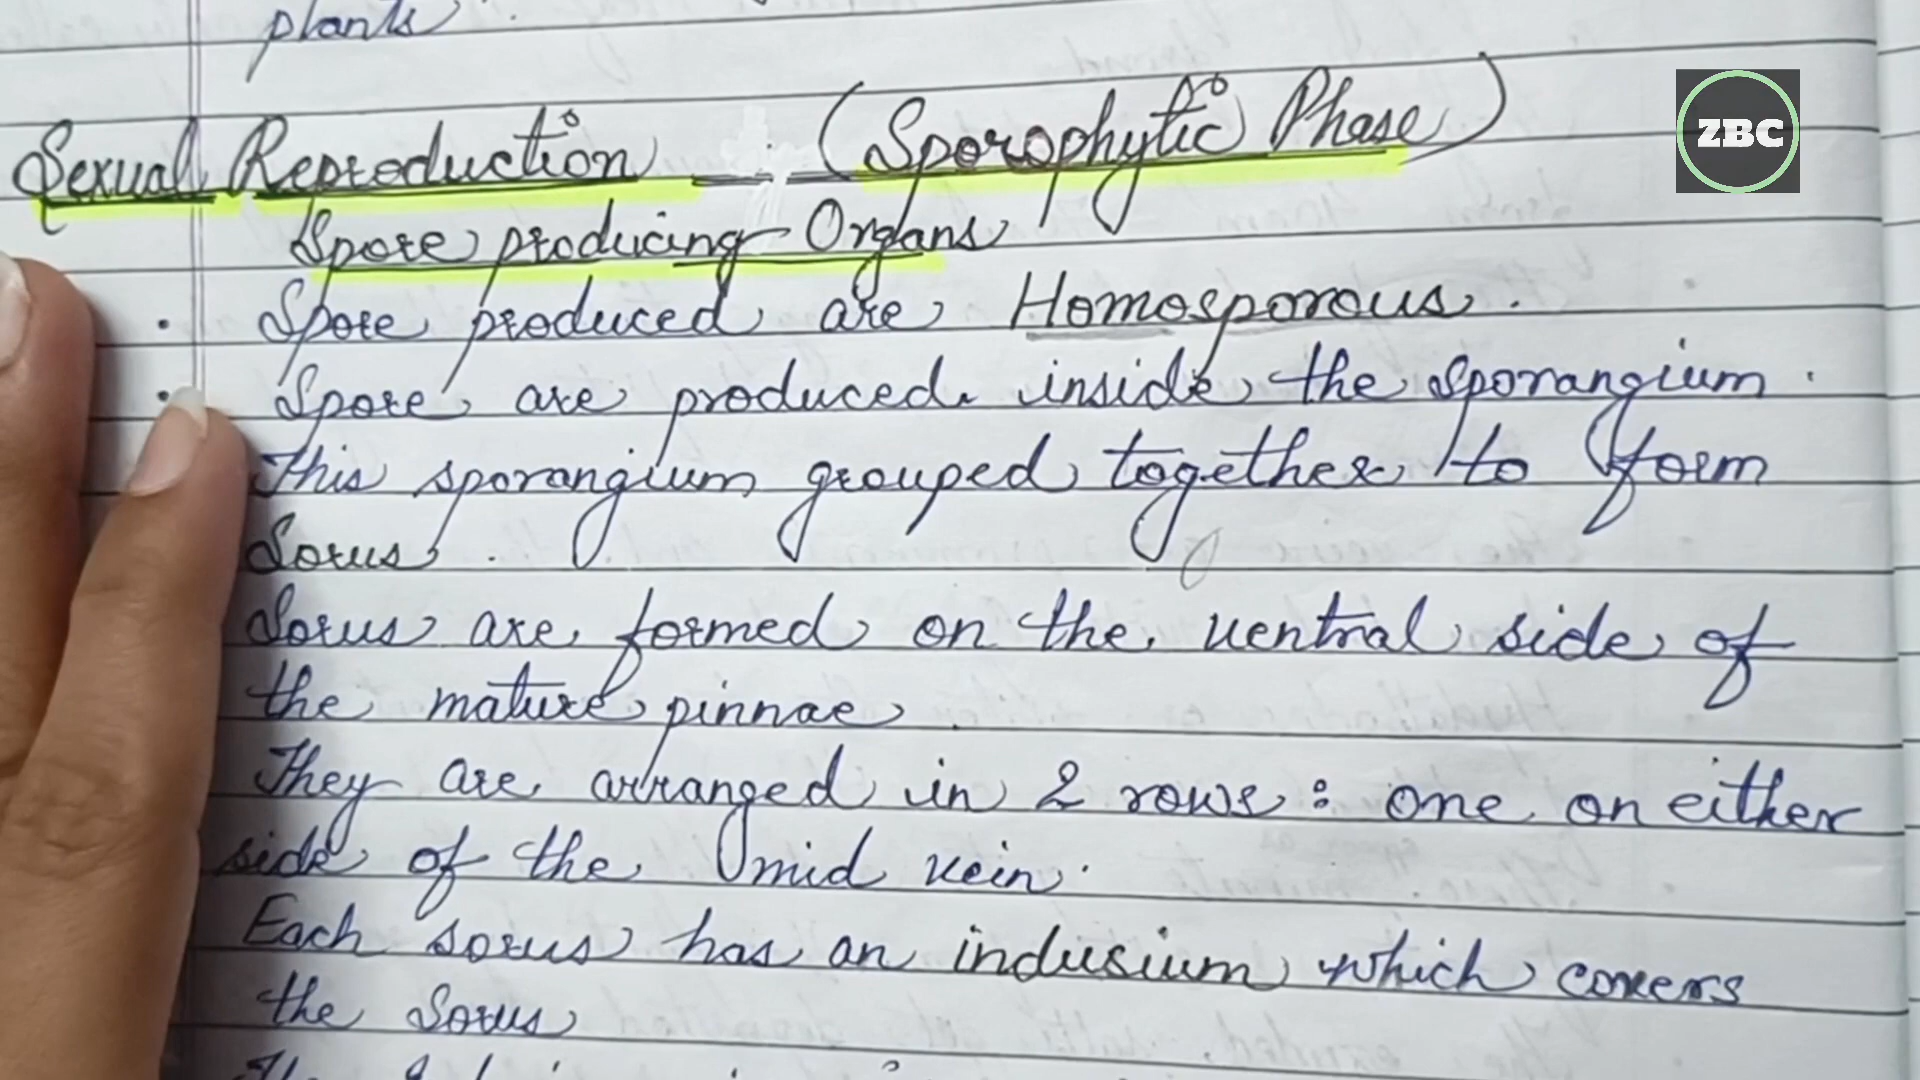 plants.
Sexual Reproduction - (Sporophytic Phase)
Spore producing Organs
ZBC
. Spore produced are Homosporous.
. Spore are produced inside the sporangium.
This sporangium grouped together to form
Sorus.
Sorus are formed on the ventral side of
the mature pinnae.
They are arranged in 2 rows: one on either
side of the mid vein.
Each sorus has an indusium which covers
the Sorus